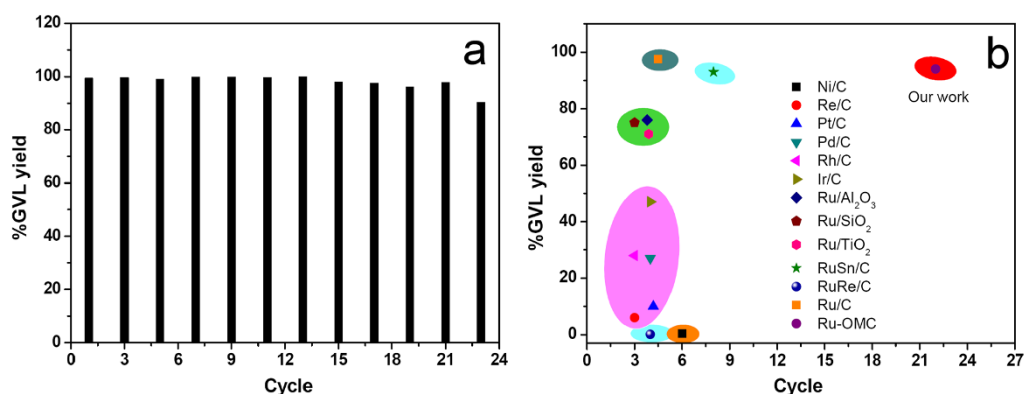 a
%GVL yield
120
100
80
60
40
20
0
0 3 6 9 12 15 18 21 24
Cycle
b
%GVL yield
100
80
60
40
20
0
0 3 6 9 12 15 18 21 24 27
Cycle
Our work
Ni/C
Re/C
Pt/C
Pd/C
Rh/C
Ir/C
Ru/Al₂O₃
Ru/SiO₂
Ru/TiO₂
RuSn/C
RuRe/C
Ru/C
Ru-OMC